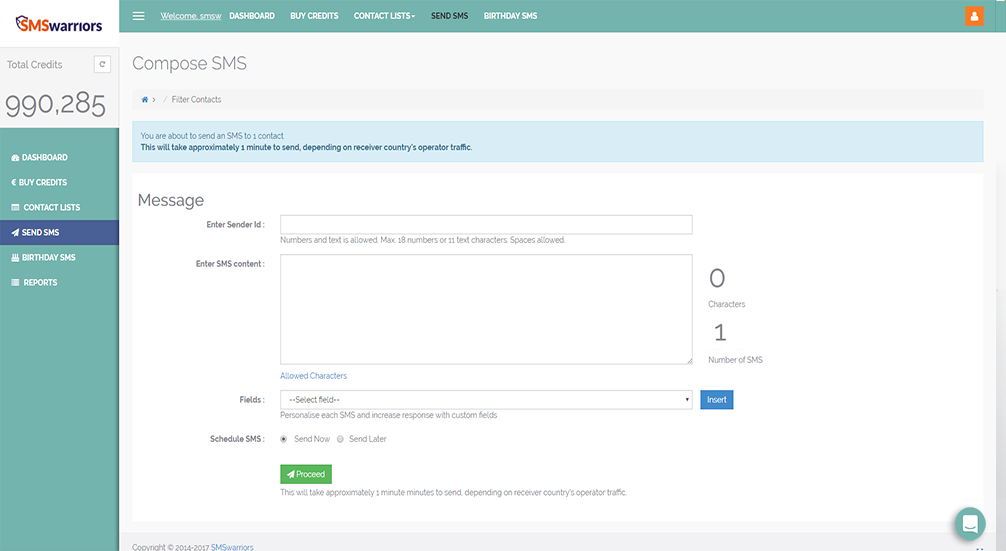 SMSwarriors
Welcome, smsw DASHBOARD BUY CREDITS CONTACT LISTS SEND SMS BIRTHDAY SMS
Total Credits
990,285
DASHBOARD
€ BUY CREDITS
CONTACT LISTS
SEND SMS
BIRTHDAY SMS
REPORTS
Compose SMS
/ Filter Contacts
You are about to send an SMS to 1 contact.
This will take approximately 1 minute to send, depending on receiver country's operator traffic.
Message
Enter Sender Id :
Numbers and text is allowed. Max. 18 numbers or 11 text characters. Spaces allowed.
Enter SMS content :
0
Characters
1
Number of SMS
Allowed Characters
Fields : --Select field-- Insert
Personalise each SMS and increase response with custom fields
Schedule SMS : Send Now Send Later
Proceed
This will take approximately 1 minute minutes to send, depending on receiver country's operator traffic.
Copyright © 2014-2017 SMSwarriors